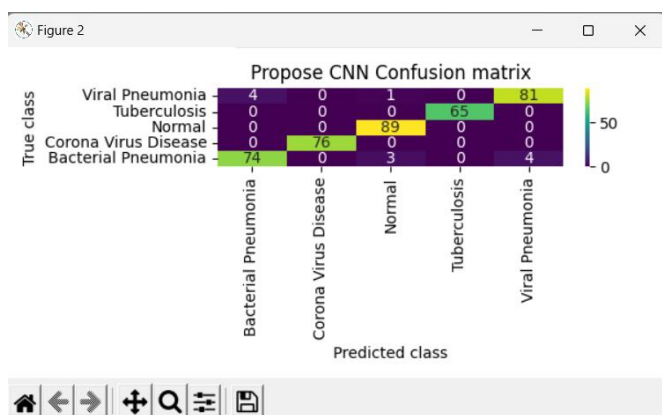 Figure 2
Propose CNN Confusion matrix
True class
Viral Pneumonia 4 0 1 0 81
Tuberculosis 0 0 0 65 0
Normal 0 0 89 0 0
Corona Virus Disease 0 76 0 0 0
Bacterial Pneumonia 74 0 3 0 4
50
0
Bacterial Pneumonia
Corona Virus Disease
Normal
Tuberculosis
Viral Pneumonia
Predicted class